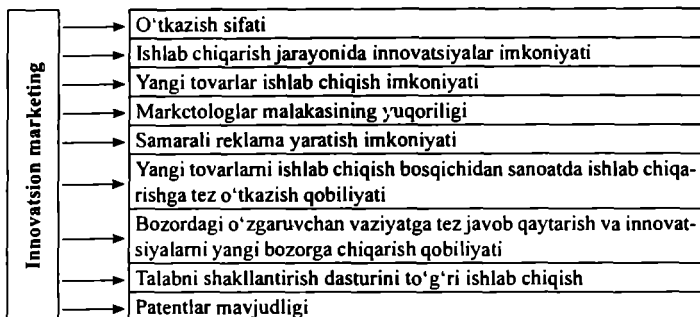 Innovatsion marketing
O‘tkazish sifati
Ishlab chiqarish jarayonida innovatsiyalar imkoniyati
Yangi tovarlar ishlab chiqish imkoniyati
Marketologlar malakasining yuqoriligi
Samarali reklama yaratish imkoniyati
Yangi tovarlarni ishlab chiqish bosqichidan sanoatda ishlab chiqa-
rishga tez o‘tkazish qobiliyati
Bozordagi o‘zgaruvchan vaziyatga tez javob qaytarish va innovat-
siyalarni yangi bozorga chiqarish qobiliyati
Talabni shakllantirish dasturini to‘g‘ri ishlab chiqish
Patentlar mavjudligi